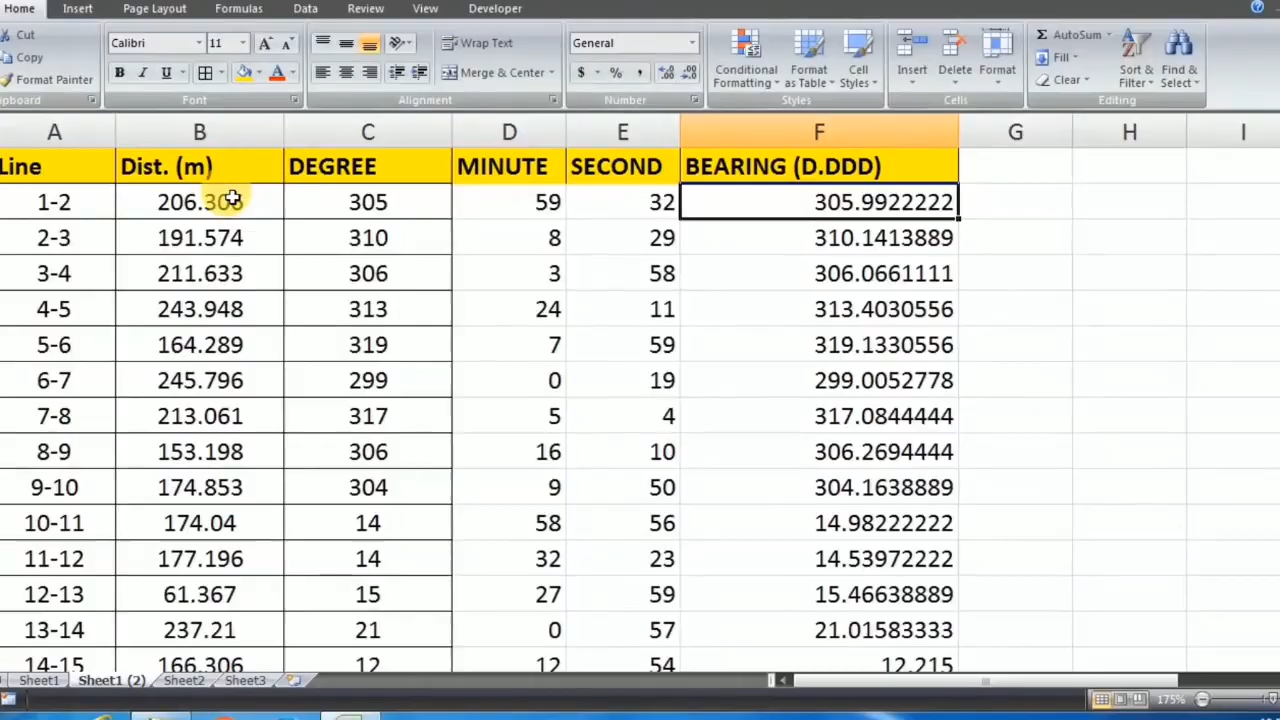 Home Insert Page Layout Formulas Data Review View Developer
Cut Calibri 11 Wrap Text General AutoSum
Copy Fill
Format Painter B I U Merge & Center $ % , Conditional Formatting Format as Table Cell Styles Insert Delete Format Clear Sort & Filter Find & Select
Font Alignment Number Styles Cells Editing
A B C D E F G H I
Line Dist. (m) DEGREE MINUTE SECOND BEARING (D.DDD)
1-2 305 59 32 305.9922222
2-3 191.574 310 8 29 310.1413889
3-4 211.633 306 3 58 306.0661111
4-5 243.948 313 24 11 313.4030556
5-6 164.289 319 7 59 319.1330556
6-7 245.796 299 0 19 299.0052778
7-8 213.061 317 5 4 317.0844444
8-9 153.198 306 16 10 306.2694444
9-10 174.853 304 9 50 304.1638889
10-11 174.04 14 58 56 14.98222222
11-12 177.196 14 32 23 14.53972222
12-13 61.367 15 27 59 15.46638889
13-14 237.21 21 0 57 21.01583333
14-15 166.306 12 12 54 12.215
Sheet1 Sheet1 (2) Sheet2 Sheet3
175%